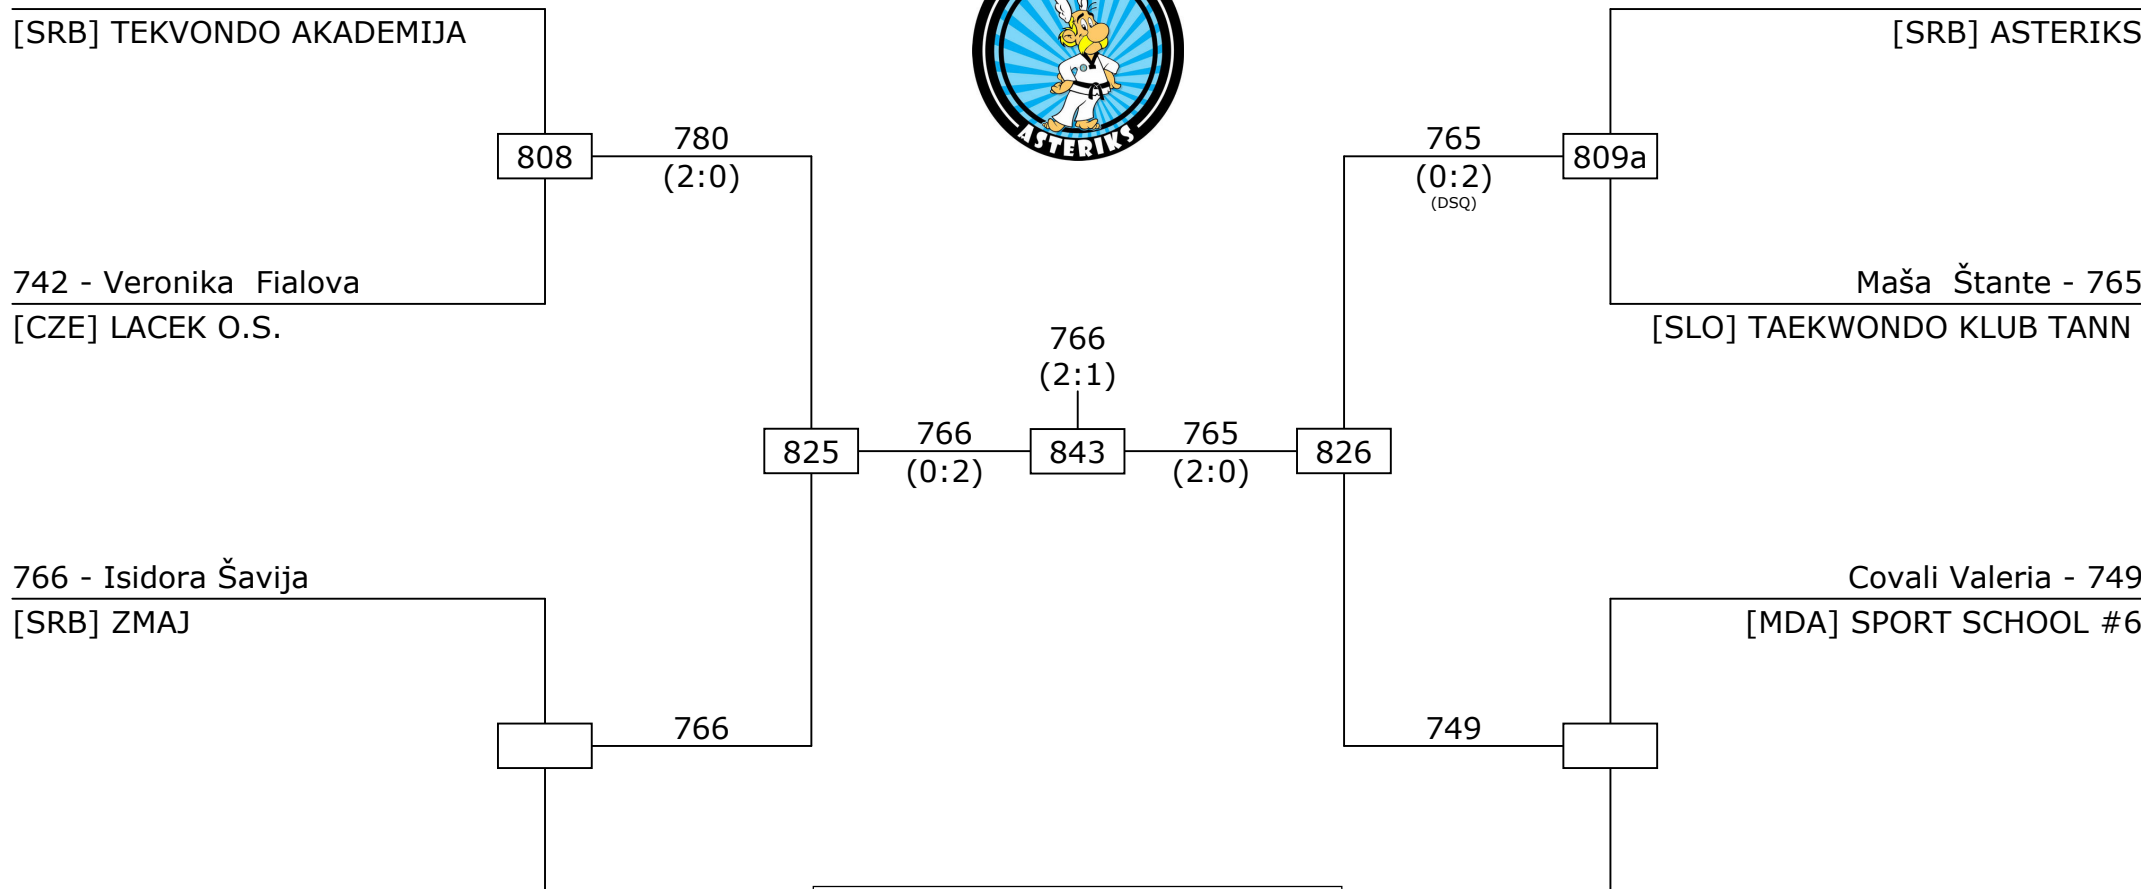 [SRB] TEKVONDO AKADEMIJA
[SRB] ASTERIKS
ASTERIKS
808
780
(2:0)
765
(0:2)
(DSQ)
809a
742 - Veronika  Fialova
[CZE] LACEK O.S.
Maša  Štante - 765
[SLO] TAEKWONDO KLUB TANN
766
(2:1)
825
766
(0:2)
843
765
(2:0)
826
766 - Isidora Šavija
[SRB] ZMAJ
Covali Valeria - 749
[MDA] SPORT SCHOOL #6
766
749